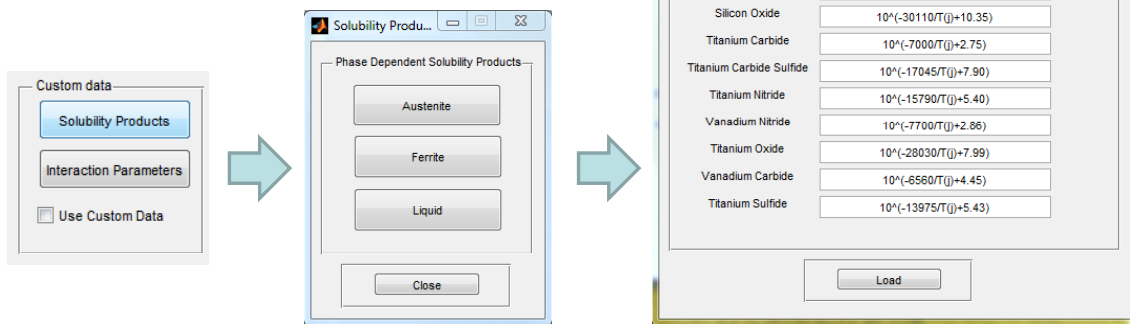 Custom data
Solubility Products
Interaction Parameters
Use Custom Data
Solubility Produ...
Phase Dependent Solubility Products
Austenite
Ferrite
Liquid
Close
Silicon Oxide 10^(-30110/T(j)+10.35)
Titanium Carbide 10^(-7000/T(j)+2.75)
Titanium Carbide Sulfide 10^(-17045/T(j)+7.90)
Titanium Nitride 10^(-15790/T(j)+5.40)
Vanadium Nitride 10^(-7700/T(j)+2.86)
Titanium Oxide 10^(-28030/T(j)+7.99)
Vanadium Carbide 10^(-6560/T(j)+4.45)
Titanium Sulfide 10^(-13975/T(j)+5.43)
Load